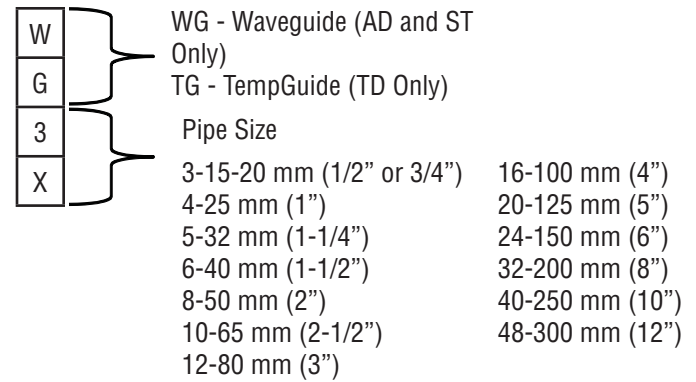 W
G
3
X
WG - Waveguide (AD and ST
Only)
TG - TempGuide (TD Only)
Pipe Size
3-15-20 mm (1/2” or 3/4”)
4-25 mm (1”)
5-32 mm (1-1/4”)
6-40 mm (1-1/2”)
8-50 mm (2”)
10-65 mm (2-1/2”)
12-80 mm (3”)
16-100 mm (4”)
20-125 mm (5”)
24-150 mm (6”)
32-200 mm (8”)
40-250 mm (10”)
48-300 mm (12”)